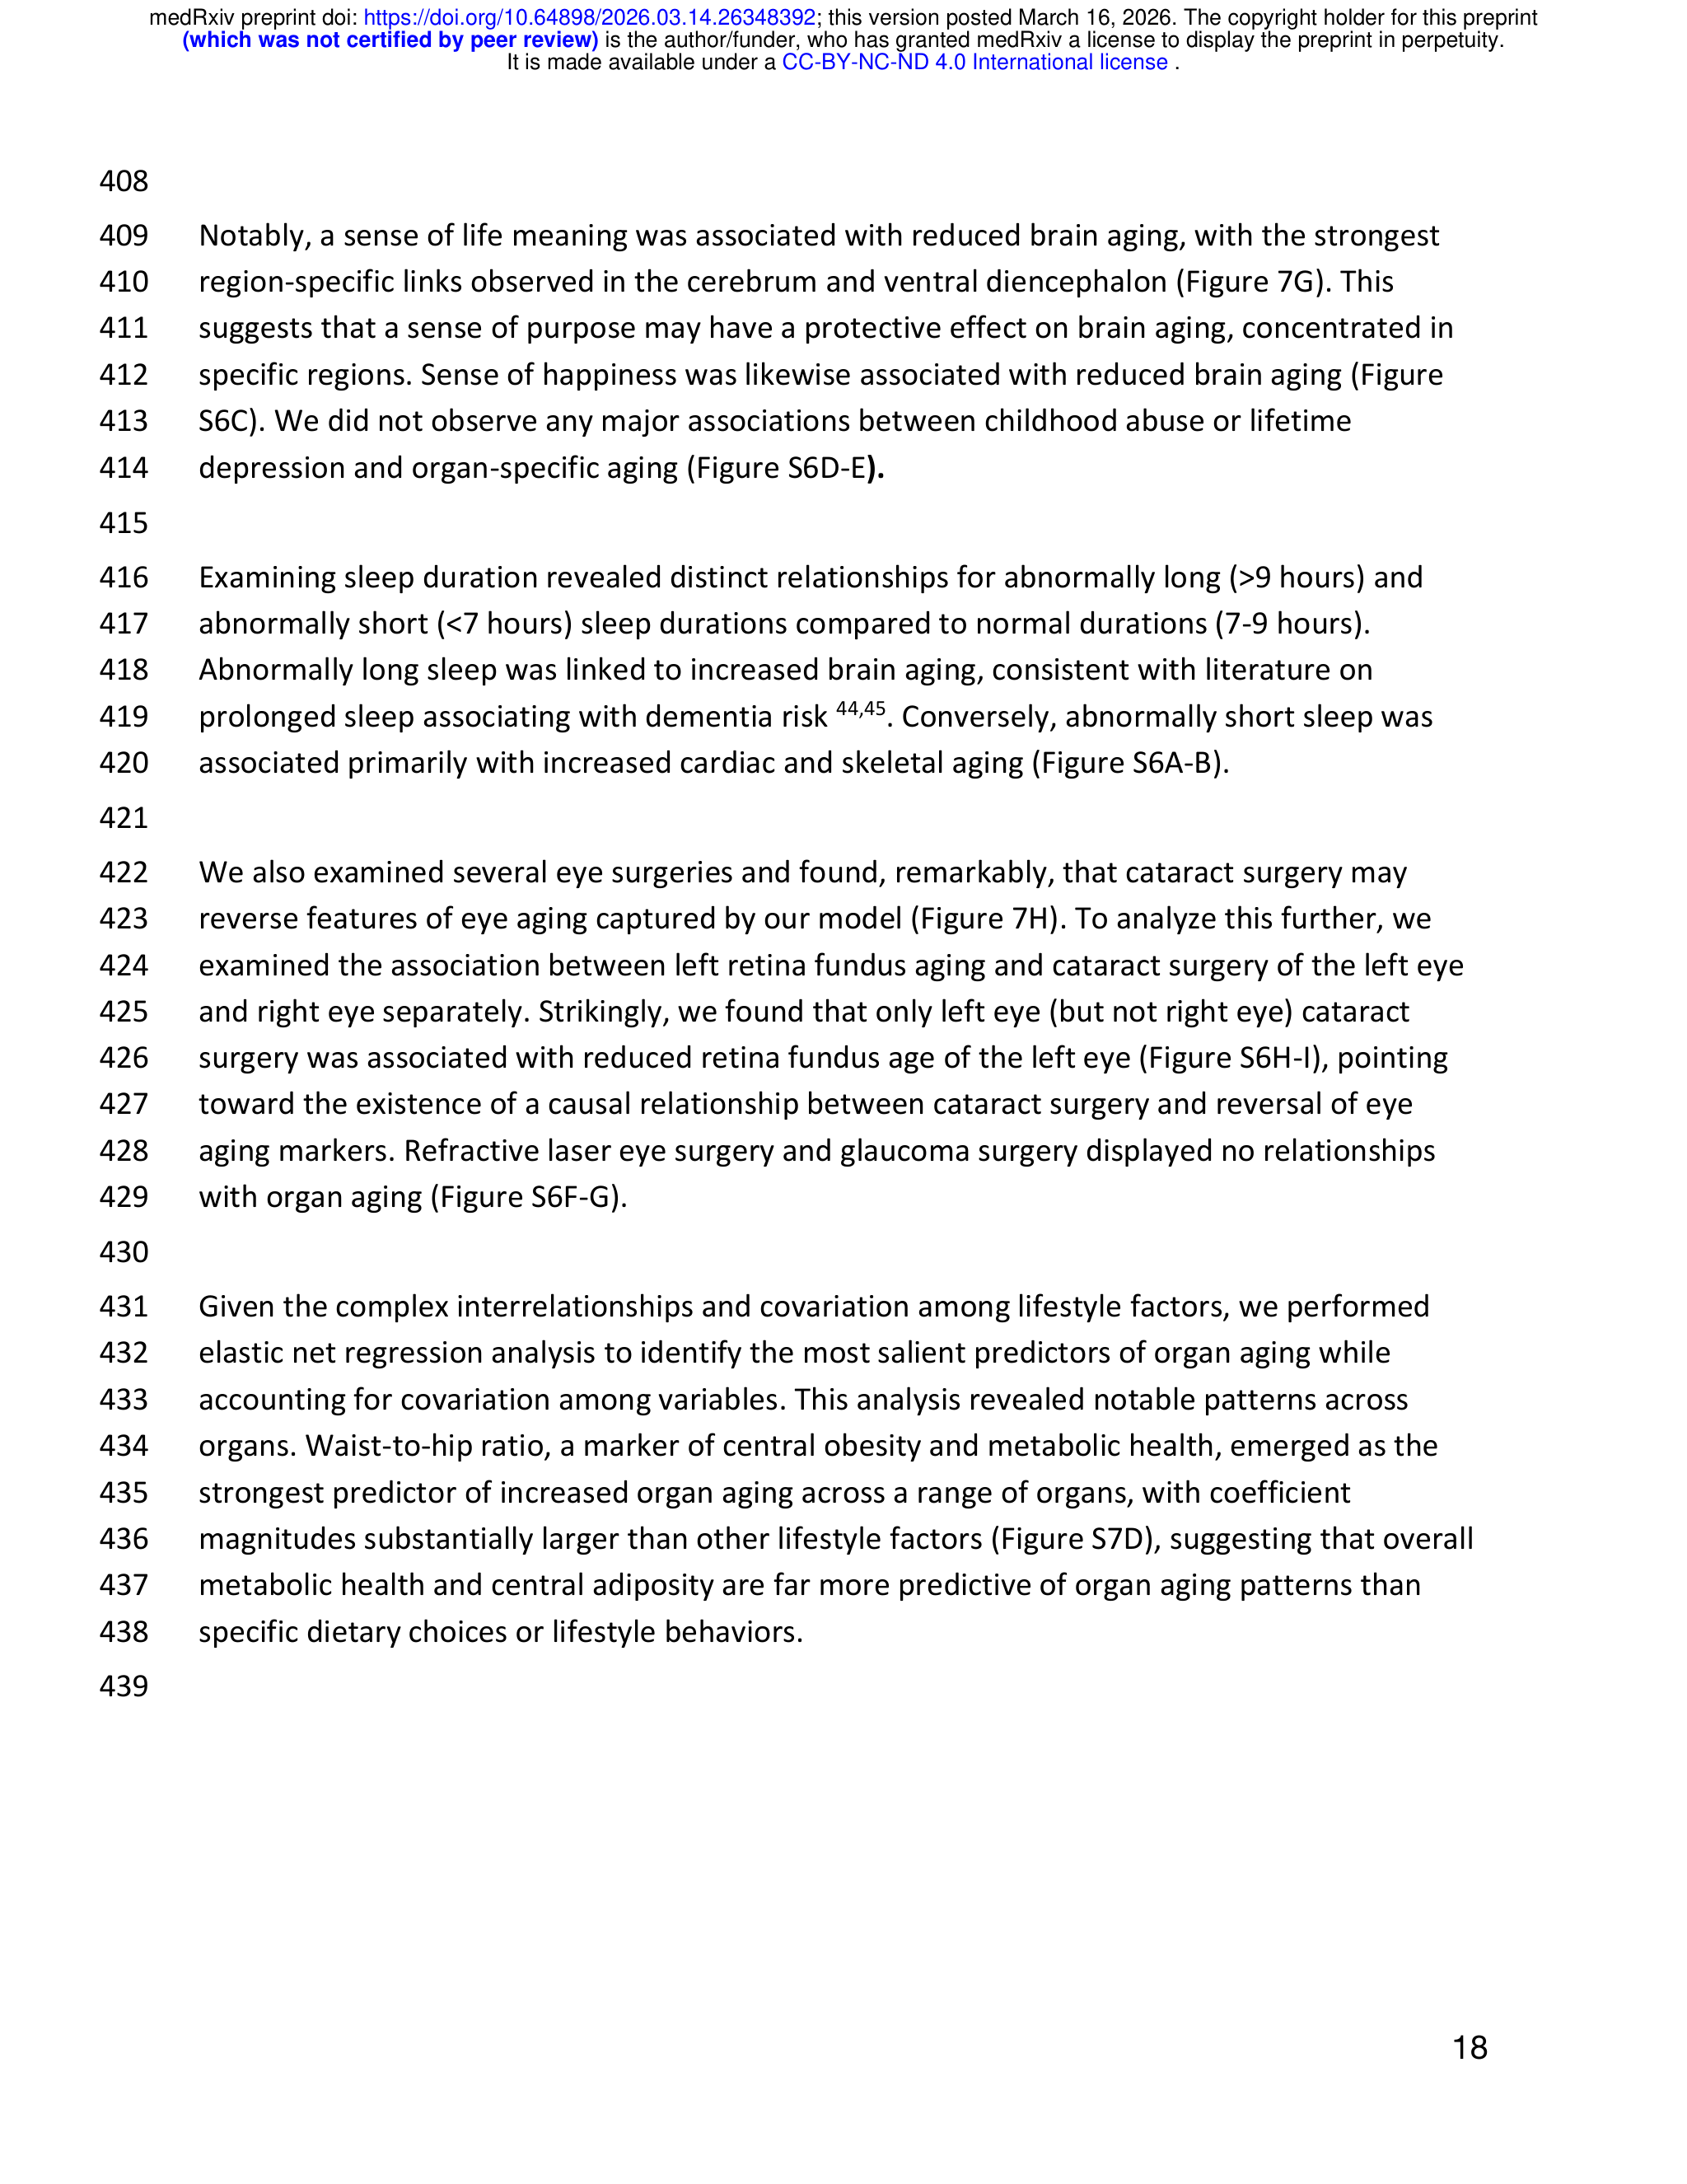 medRxiv preprint doi: https://doi.org/10.64898/2026.03.14.26348392; this version posted March 16, 2026. The copyright holder for this preprint
(which was not certified by peer review) is the author/funder, who has granted medRxiv a license to display the preprint in perpetuity.
It is made available under a CC-BY-NC-ND 4.0 International license .
408
409 Notably, a sense of life meaning was associated with reduced brain aging, with the strongest
410 region-specific links observed in the cerebrum and ventral diencephalon (Figure 7G). This
411 suggests that a sense of purpose may have a protective effect on brain aging, concentrated in
412 specific regions. Sense of happiness was likewise associated with reduced brain aging (Figure
413 S6C). We did not observe any major associations between childhood abuse or lifetime
414 depression and organ-specific aging (Figure S6D-E).
415
416 Examining sleep duration revealed distinct relationships for abnormally long (>9 hours) and
417 abnormally short (<7 hours) sleep durations compared to normal durations (7-9 hours).
418 Abnormally long sleep was linked to increased brain aging, consistent with literature on
419 prolonged sleep associating with dementia risk 44,45. Conversely, abnormally short sleep was
420 associated primarily with increased cardiac and skeletal aging (Figure S6A-B).
421
422 We also examined several eye surgeries and found, remarkably, that cataract surgery may
423 reverse features of eye aging captured by our model (Figure 7H). To analyze this further, we
424 examined the association between left retina fundus aging and cataract surgery of the left eye
425 and right eye separately. Strikingly, we found that only left eye (but not right eye) cataract
426 surgery was associated with reduced retina fundus age of the left eye (Figure S6H-I), pointing
427 toward the existence of a causal relationship between cataract surgery and reversal of eye
428 aging markers. Refractive laser eye surgery and glaucoma surgery displayed no relationships
429 with organ aging (Figure S6F-G).
430
431 Given the complex interrelationships and covariation among lifestyle factors, we performed
432 elastic net regression analysis to identify the most salient predictors of organ aging while
433 accounting for covariation among variables. This analysis revealed notable patterns across
434 organs. Waist-to-hip ratio, a marker of central obesity and metabolic health, emerged as the
435 strongest predictor of increased organ aging across a range of organs, with coefficient
436 magnitudes substantially larger than other lifestyle factors (Figure S7D), suggesting that overall
437 metabolic health and central adiposity are far more predictive of organ aging patterns than
438 specific dietary choices or lifestyle behaviors.
439
18